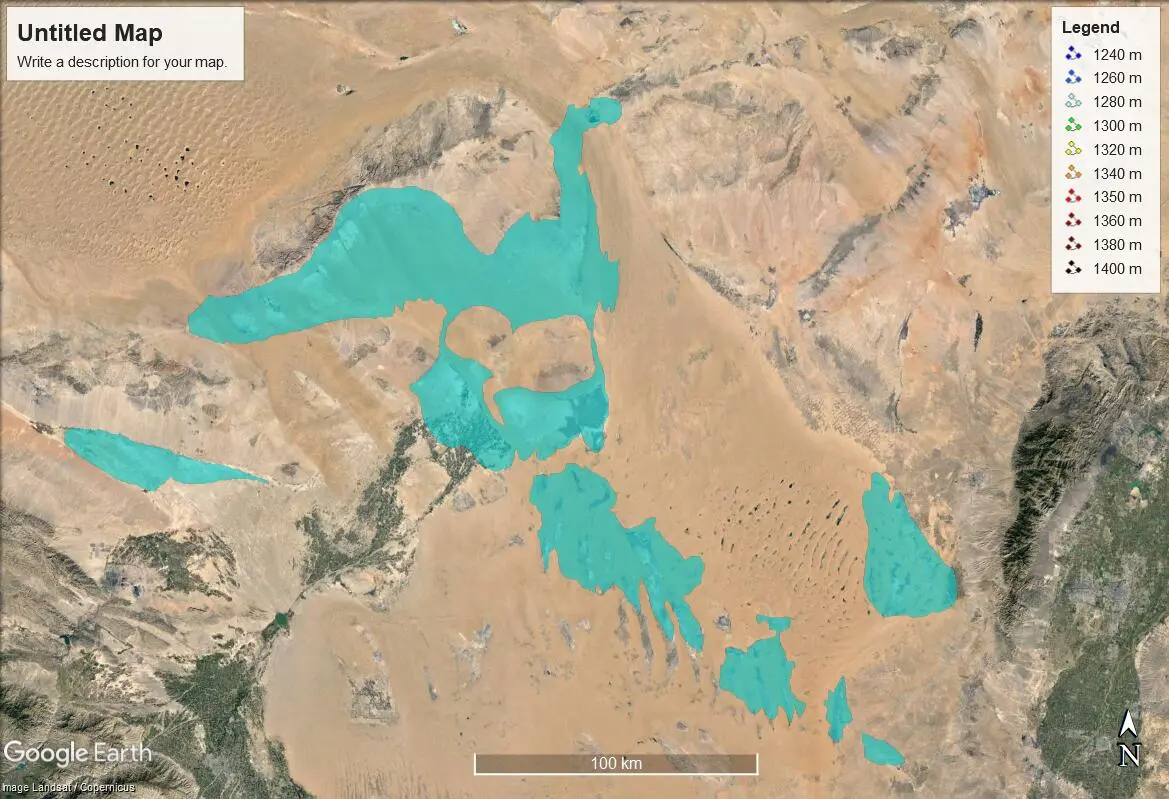 Untitled Map
Write a description for your map.
Legend
1240 m
1260 m
1280 m
1300 m
1320 m
1340 m
1350 m
1360 m
1380 m
1400 m
100 km
N
Google Earth
mage Landsat / Copernicus